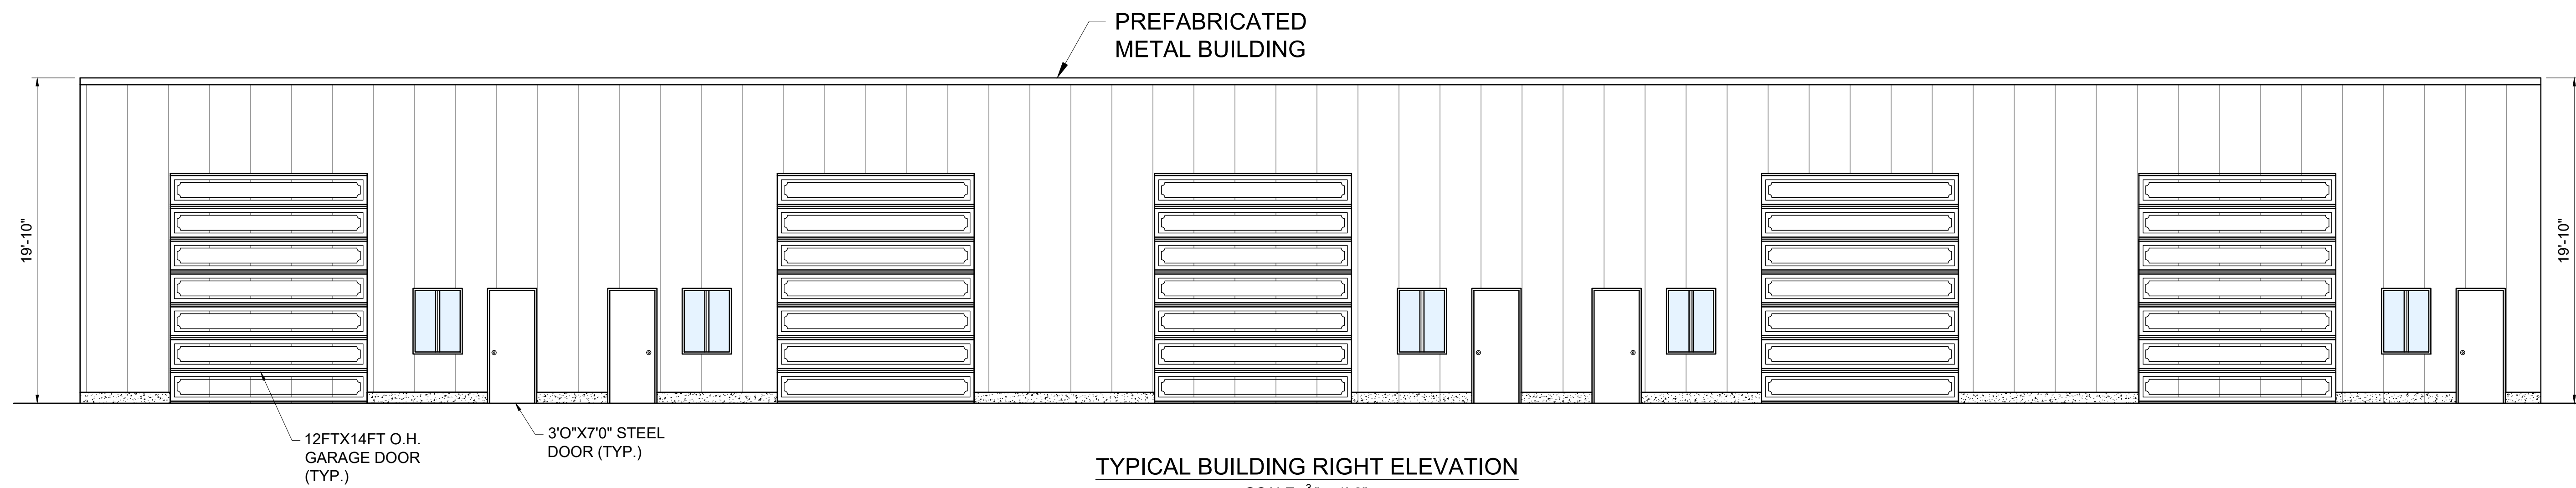 PREFABRICATED
METAL BUILDING
19'-10"
19'-10"
12FTX14FT O.H.
GARAGE DOOR
(TYP.)
3'O"X7'0" STEEL
DOOR (TYP.)
TYPICAL BUILDING RIGHT ELEVATION